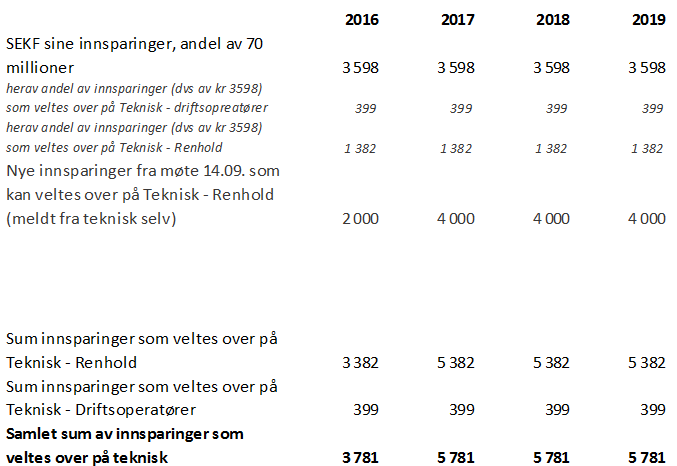 2016 2017 2018 2019
SEKF sine innsparinger, andel av 70
millioner 3 598 3 598 3 598 3 598
herav andel av innsparinger (dvs av kr 3598)
som veltes over på Teknisk - driftsopreatører 399 399 399 399
herav andel av innsparinger (dvs av kr 3598)
som veltes over på Teknisk - Renhold 1 382 1 382 1 382 1 382
Nye innsparinger fra møte 14.09. som
kan veltes over på Teknisk - Renhold
(meldt fra teknisk selv) 2 000 4 000 4 000 4 000
Sum innsparinger som veltes over på
Teknisk - Renhold 3 382 5 382 5 382 5 382
Sum innsparinger som veltes over på
Teknisk - Driftsoperatører 399 399 399 399
Samlet sum av innsparinger som
veltes over på teknisk 3 781 5 781 5 781 5 781